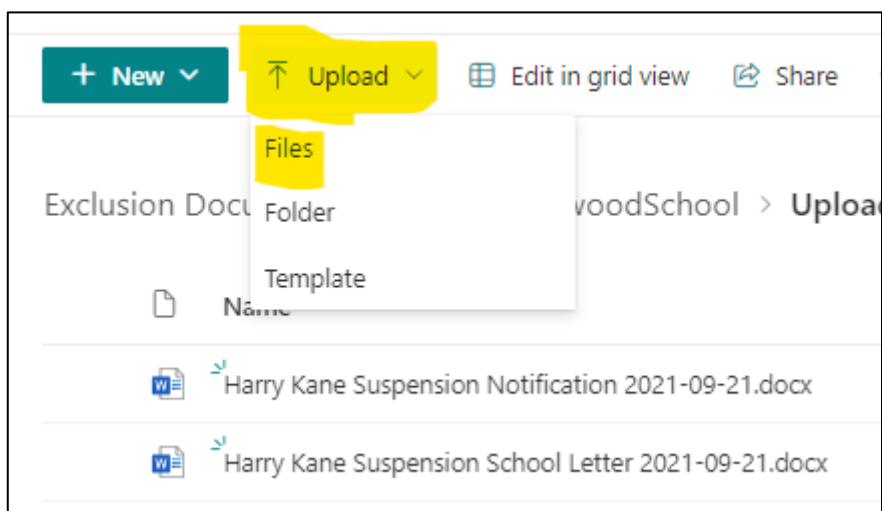 + New Upload Edit in grid view Share
Files
Exclusion Docu woodSchool > Upload
Folder
Template
Name
Harry Kane Suspension Notification 2021-09-21.docx
Harry Kane Suspension School Letter 2021-09-21.docx